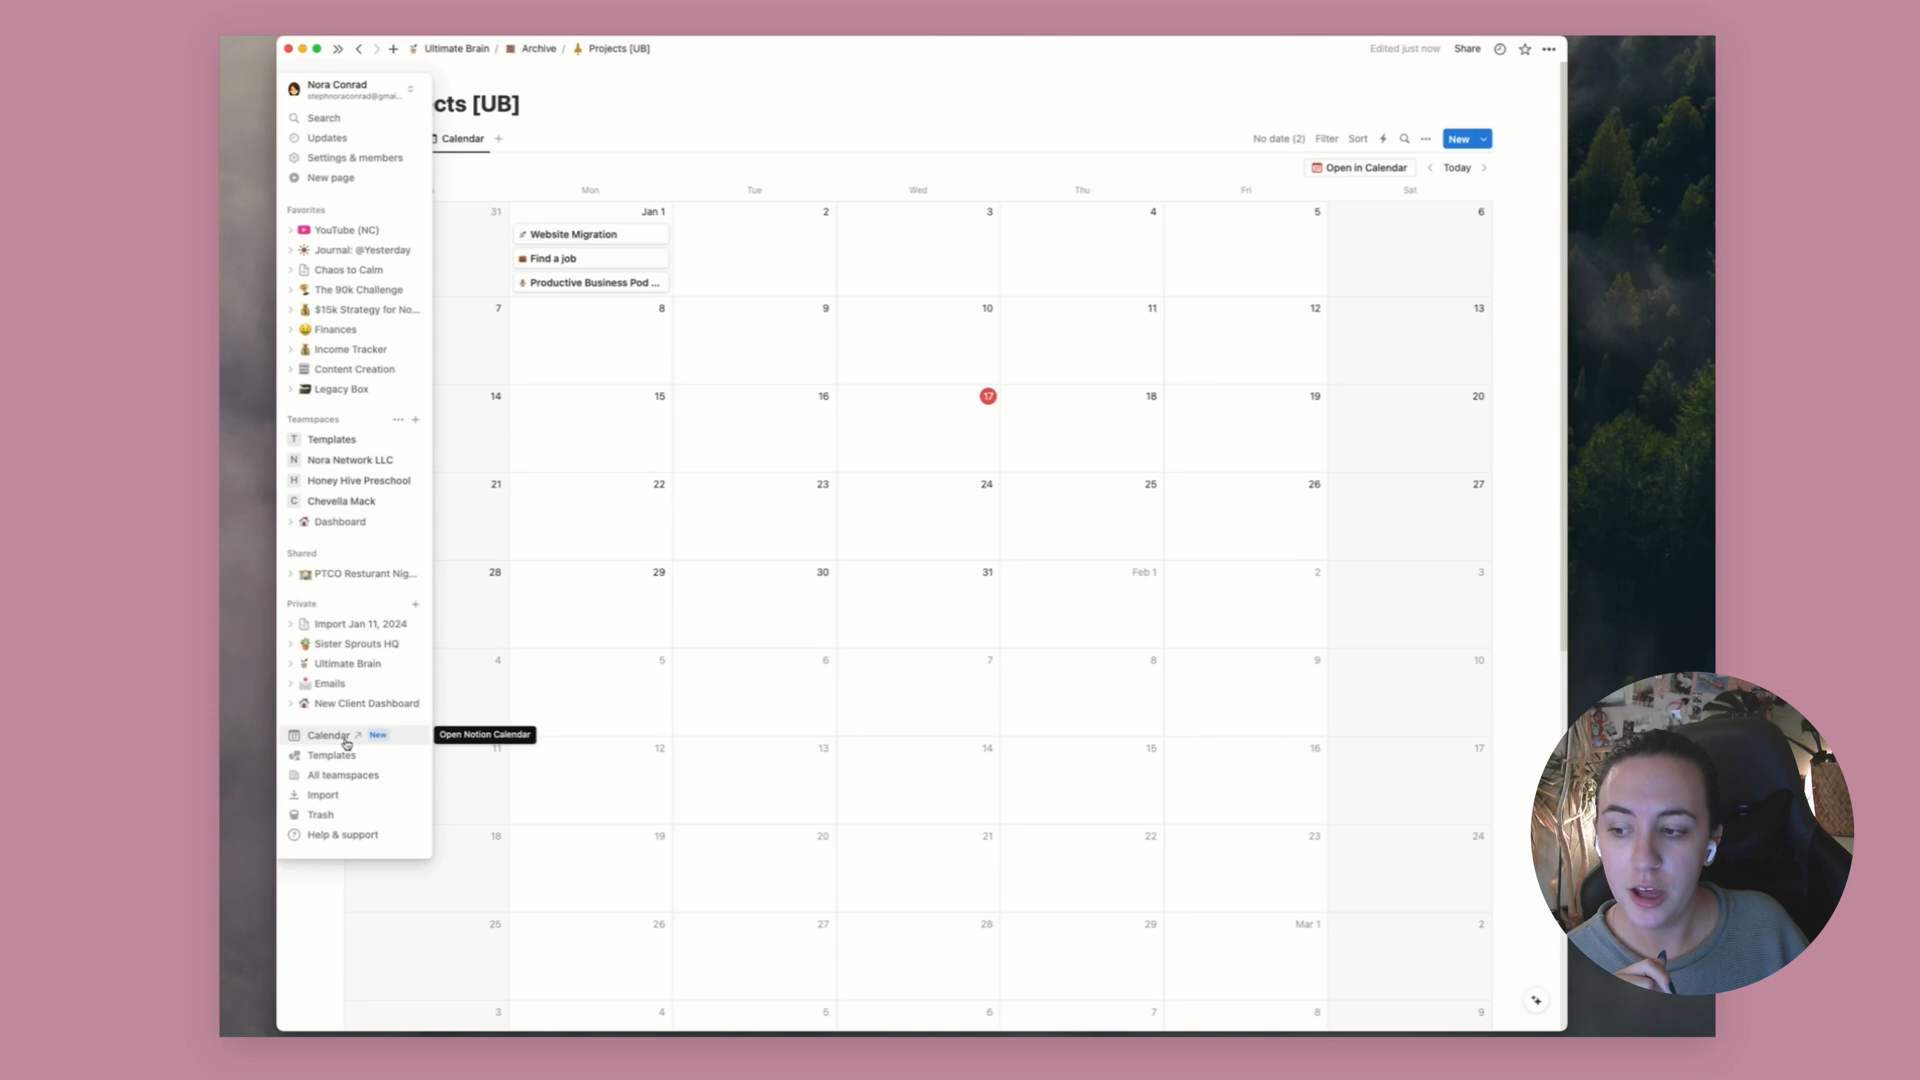 Ultimate Brain / Archive / Projects [UB]
Edited just now Share
Nora Conrad
stephnoraconrad@gmai...
Search
Updates
Settings & members
New page
Favorites
YouTube (NC)
Journal: @Yesterday
Chaos to Calm
The 90k Challenge
$15k Strategy for No...
Finances
Income Tracker
Content Creation
Legacy Box
Teamspaces
T Templates
N Nora Network LLC
H Honey Hive Preschool
C Chevella Mack
Dashboard
Shared
PTCO Resturant Nig...
Private
Import Jan 11, 2024
Sister Sprouts HQ
Ultimate Brain
Emails
New Client Dashboard
Calendar New
Open Notion Calendar
Templates
All teamspaces
Import
Trash
Help & support
cts [UB]
Calendar
No date (2) Filter Sort New
Open in Calendar Today
Mon Tue Wed Thu Fri Sat
31 Jan 1 2 3 4 5 6
Website Migration
Find a job
Productive Business Pod ...
7 8 9 10 11 12 13
14 15 16 17 18 19 20
21 22 23 24 25 26 27
28 29 30 31 Feb 1 2 3
4 5 6 7 8 9 10
11 12 13 14 15 16 17
18 19 20 21 22 23 24
25 26 27 28 29 Mar 1 2
3 4 5 6 7 8 9